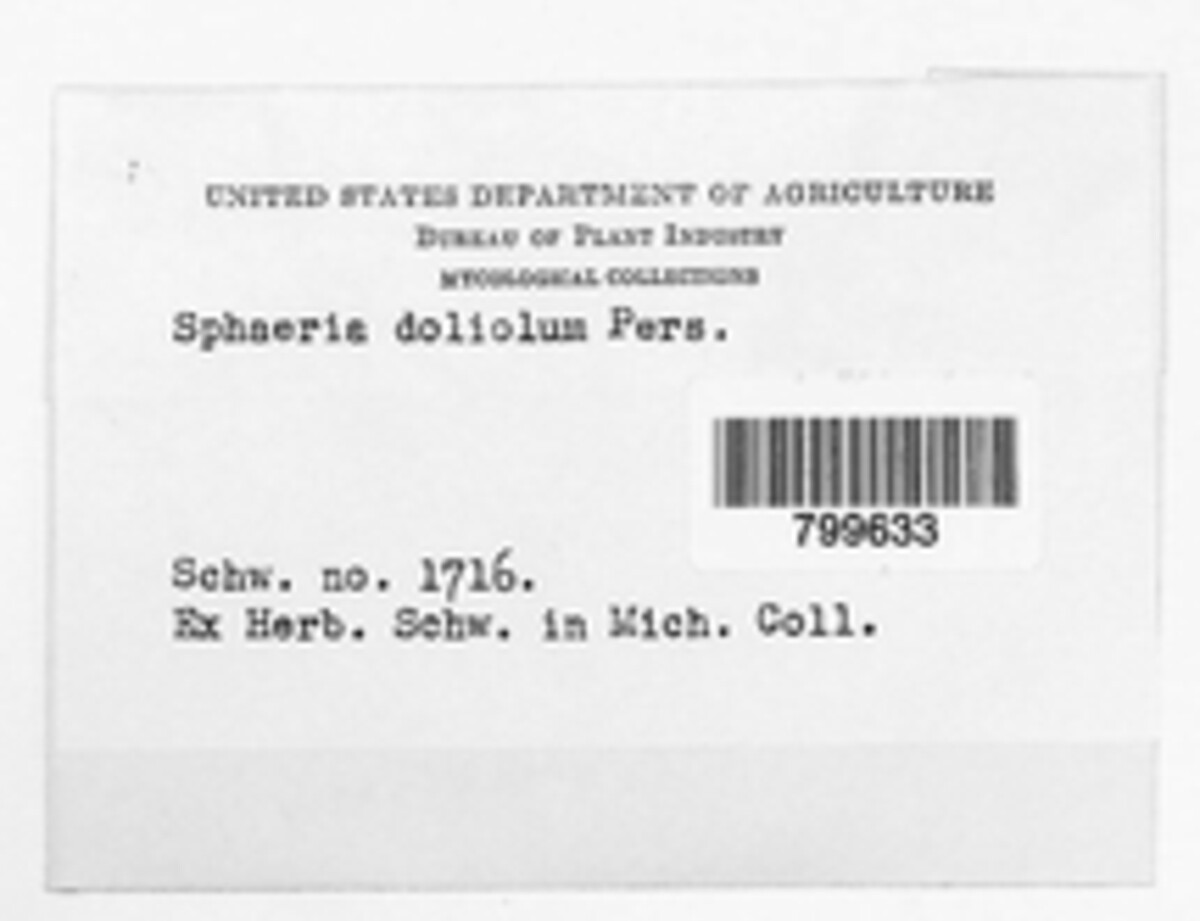 UNITED STATES DEPARTMENT OF AGRICULTURE
BUREAU OF PLANT INDUSTRY
MYCOLOGICAL COLLECTIONS
Sphaeria doliolum Pers.
799633
Schw. no. 1716.
Ex Herb. Schw. in Mich. Coll.